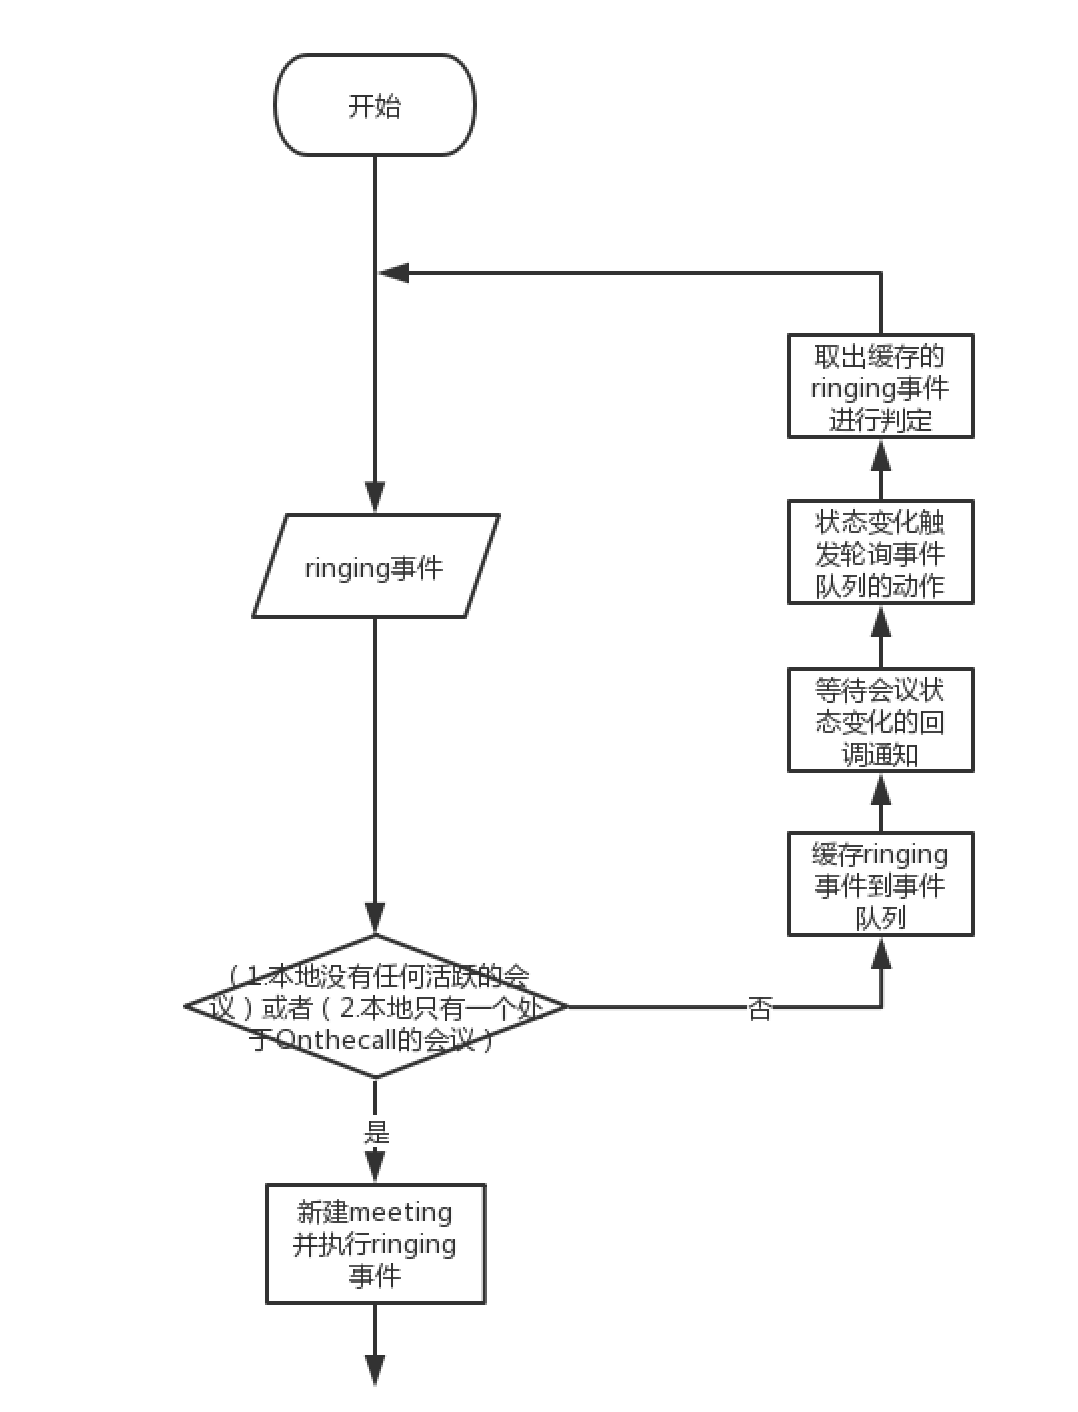 开始
取出缓存的
ringing事件
进行判定
状态变化触
发轮询事件
队列的动作
ringing事件
等待会议状
态变化的回
调通知
缓存ringing
事件到事件
队列
（1.本地没有任何活跃的会
议）或者（2.本地只有一个处
于Onthecall的会议）
否
是
新建meeting
并执行ringing
事件